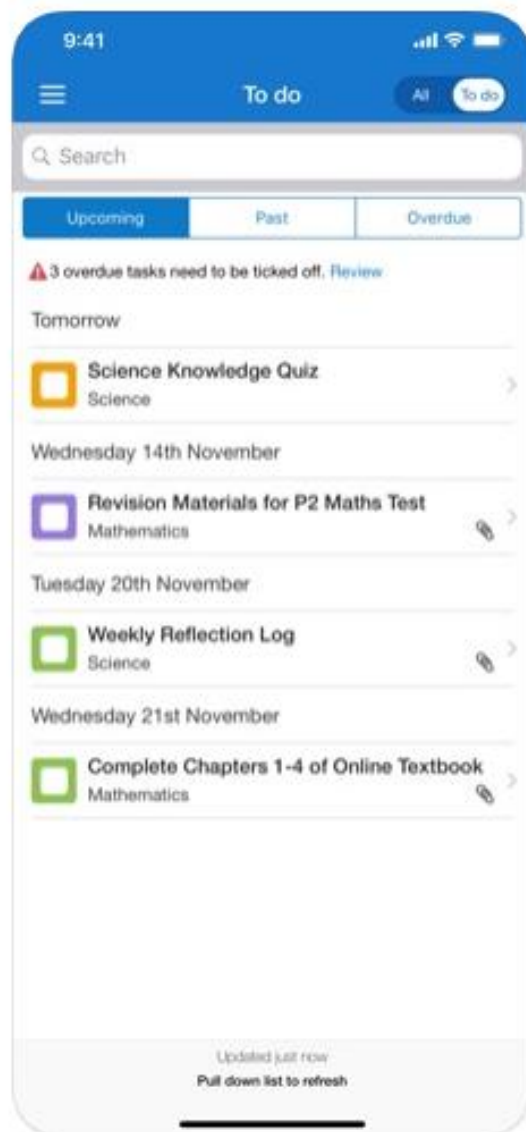 9:41
To do
All
To do
Search
Upcoming
Past
Overdue
3 overdue tasks need to be ticked off. Review
Tomorrow
Science Knowledge Quiz
Science
Wednesday 14th November
Revision Materials for P2 Maths Test
Mathematics
Tuesday 20th November
Weekly Reflection Log
Science
Wednesday 21st November
Complete Chapters 1-4 of Online Textbook
Mathematics
Updated just now
Pull down list to refresh